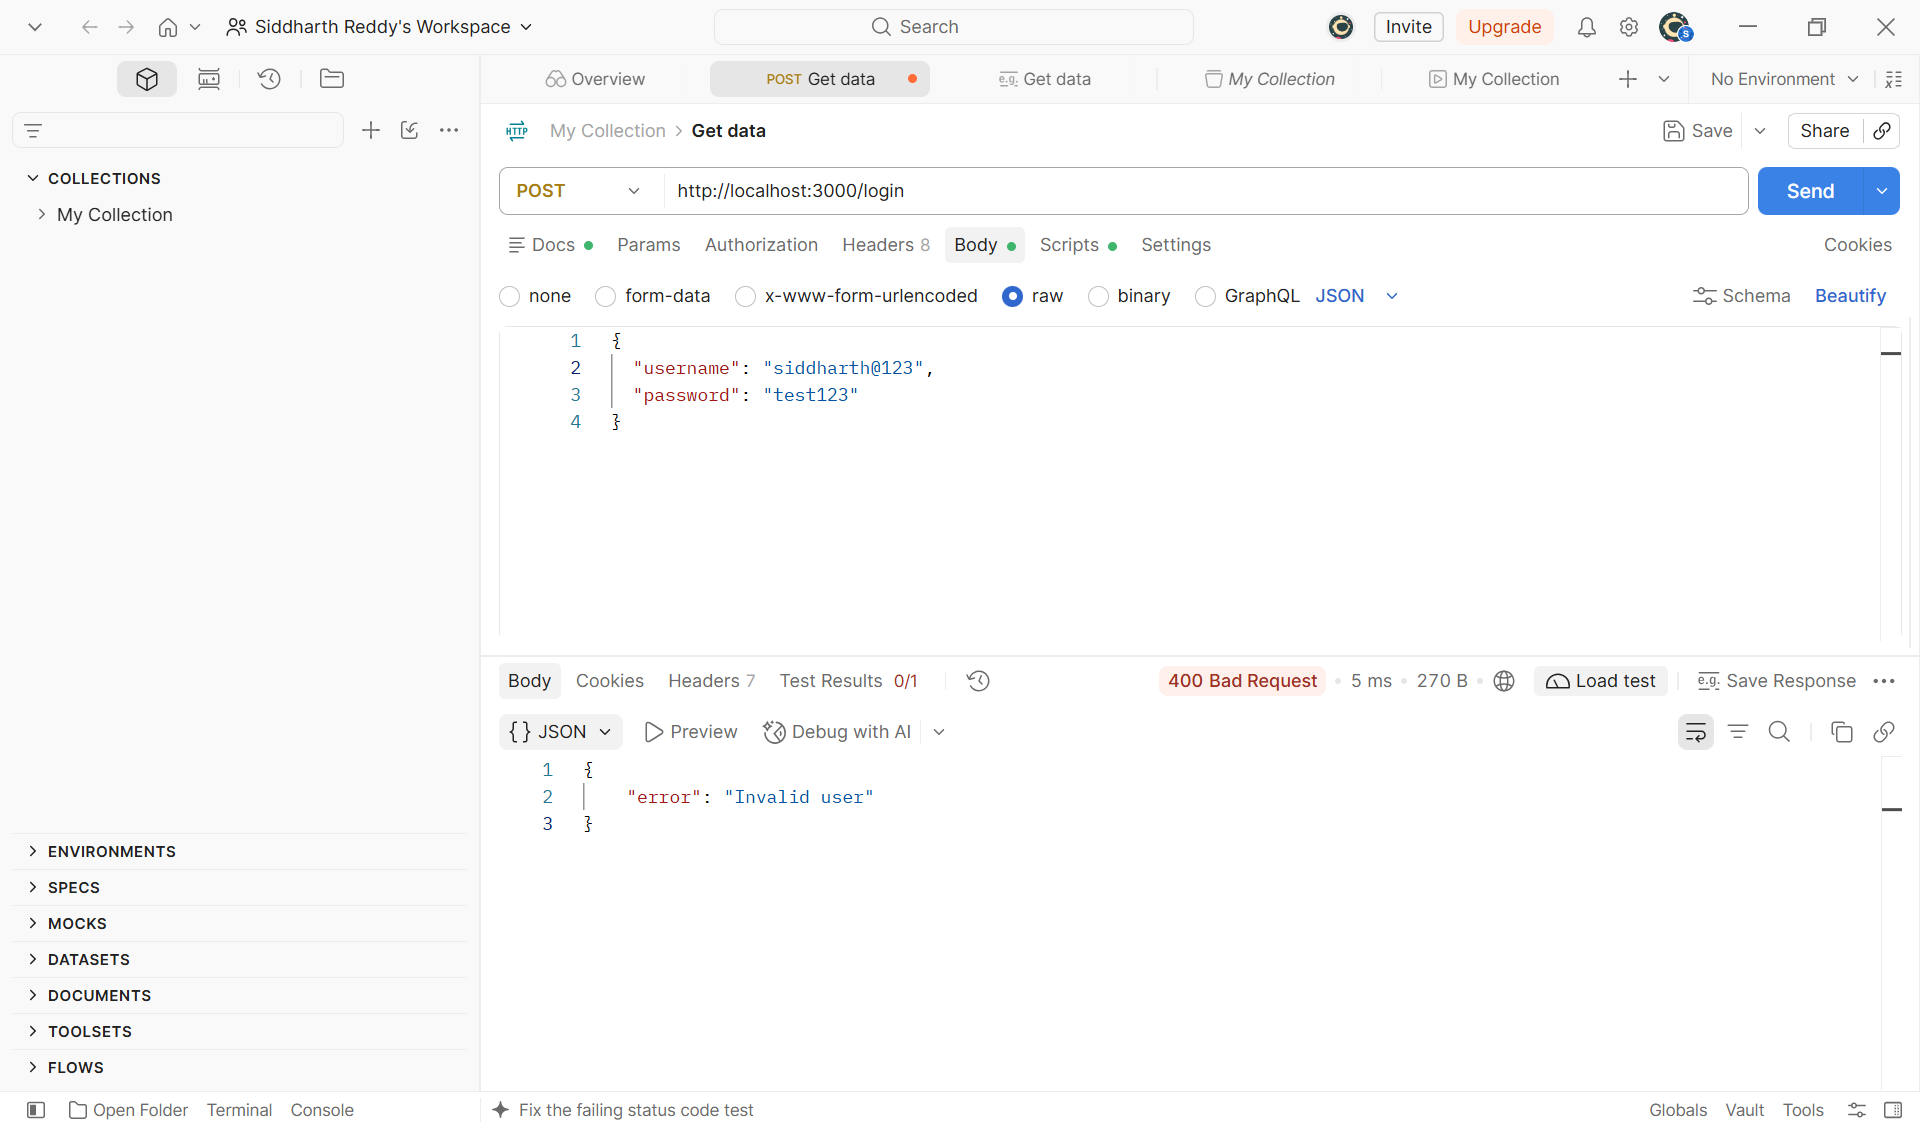 Siddharth Reddy's Workspace
Search
Invite
Upgrade
S
Overview
POST Get data
e.g. Get data
My Collection
My Collection
No Environment
HTTP My Collection > Get data
Save
Share
POST
http://localhost:3000/login
Send
COLLECTIONS
My Collection
Docs
Params
Authorization
Headers 8
Body
Scripts
Settings
Cookies
none
form-data
x-www-form-urlencoded
raw
binary
GraphQL
JSON
Schema
Beautify
1 {
2 "username": "siddharth@123",
3 "password": "test123"
4 }
Body
Cookies
Headers 7
Test Results 0/1
400 Bad Request
5 ms
270 B
Load test
e.g. Save Response
{} JSON
Preview
Debug with AI
1 {
2 "error": "Invalid user"
3 }
ENVIRONMENTS
SPECS
MOCKS
DATASETS
DOCUMENTS
TOOLSETS
FLOWS
Open Folder
Terminal
Console
Fix the failing status code test
Globals
Vault
Tools